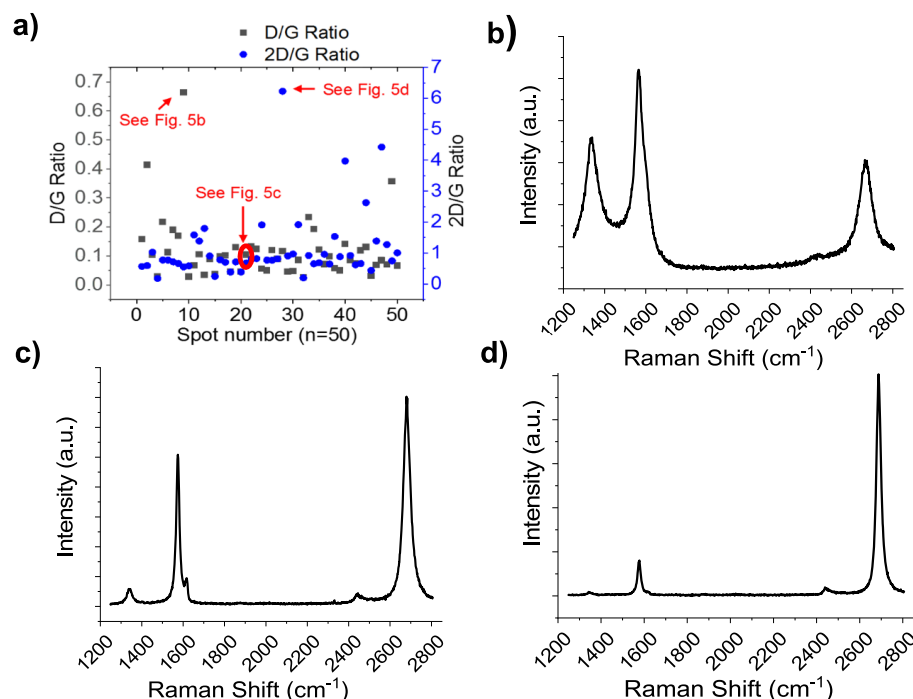 a)
D/G Ratio
2D/G Ratio
0.7
0.6
0.5
0.4
0.3
0.2
0.1
0.0
D/G Ratio
See Fig. 5b
See Fig. 5d
See Fig. 5c
7
6
5
4
3
2
1
0
2D/G Ratio
0 10 20 30 40 50
Spot number (n=50)
b)
Intensity (a.u.)
1200 1400 1600 1800 2000 2200 2400 2600 2800
Raman Shift (cm⁻¹)
c)
Intensity (a.u.)
1200 1400 1600 1800 2000 2200 2400 2600 2800
Raman Shift (cm⁻¹)
d)
Intensity (a.u.)
1200 1400 1600 1800 2000 2200 2400 2600 2800
Raman Shift (cm⁻¹)